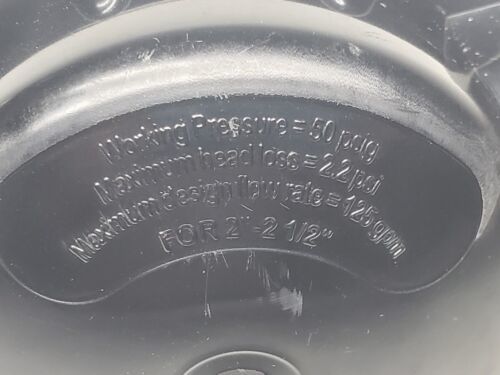 Working Pressure = 50 psig
Maximum head loss = 2.2 psi
Maximum design flow rate = 125 gpm
FOR 2"-2 1/2"